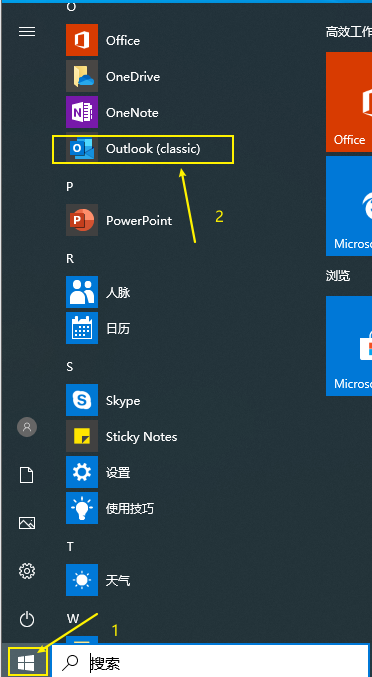 O
Office
OneDrive
OneNote
Outlook (classic)
P
PowerPoint
2
R
人脉
日历
S
Skype
Sticky Notes
设置
使用技巧
T
天气
W
1
搜索
高效工作
Office
Microso
浏览
Microso